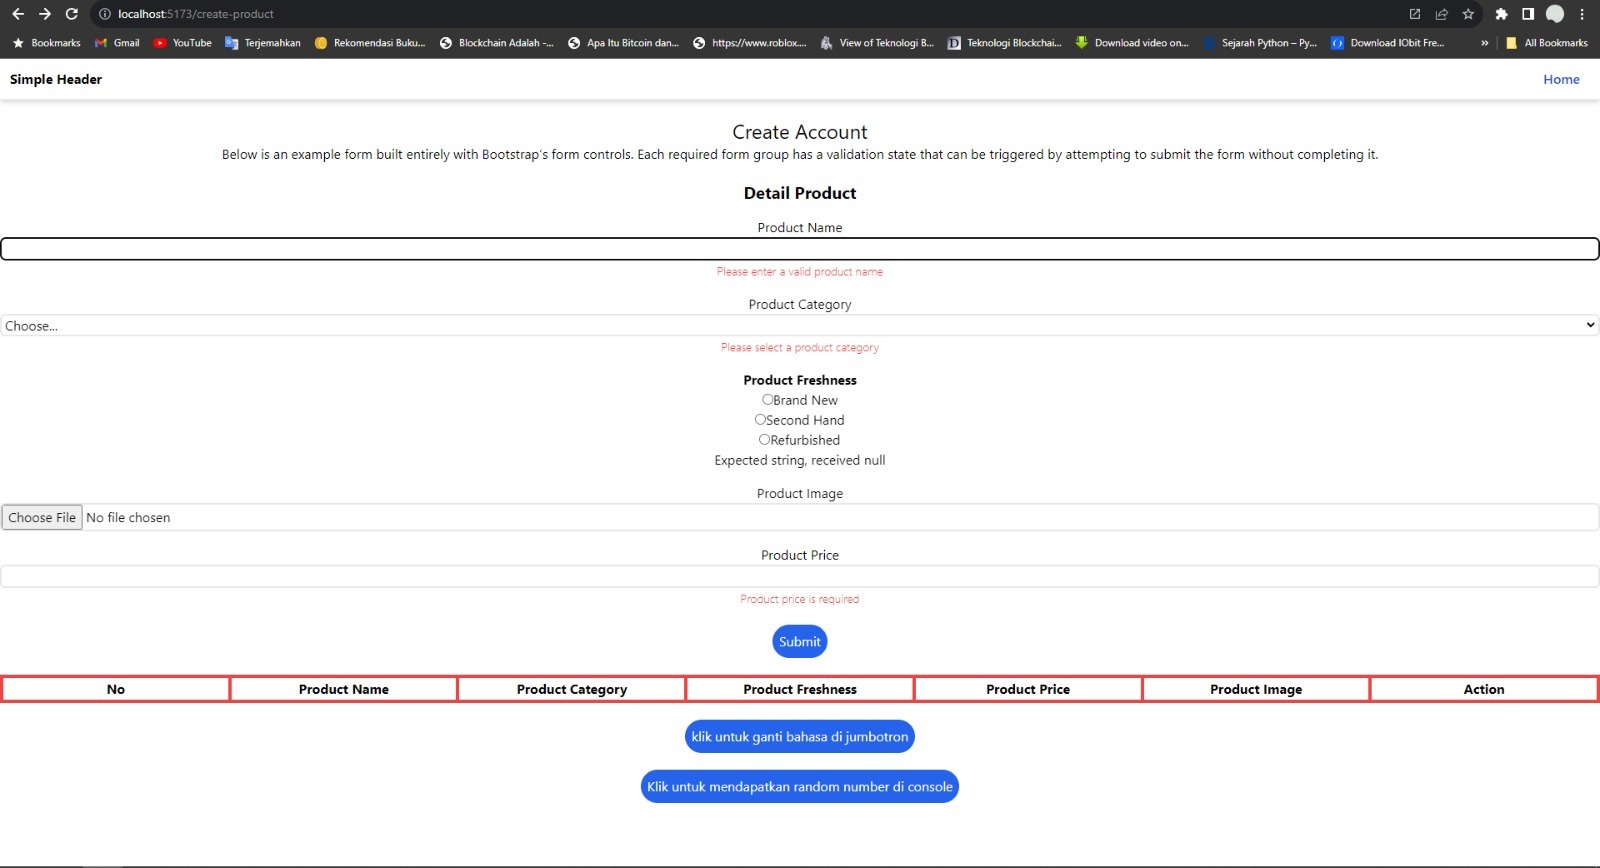 localhost:5173/create-product
Bookmarks Gmail YouTube Terjemahkan Rekomendasi Buku... Blockchain Adalah -... Apa Itu Bitcoin dan... https://www.roblox.... View of Teknologi B... Teknologi Blockchai... Download video on... Sejarah Python – Py... Download IObit Fre... » All Bookmarks
Simple Header Home
Create Account
Below is an example form built entirely with Bootstrap's form controls. Each required form group has a validation state that can be triggered by attempting to submit the form without completing it.
Detail Product
Product Name
Please enter a valid product name
Product Category
Choose...
Please select a product category
Product Freshness
Brand New
Second Hand
Refurbished
Expected string, received null
Product Image
Choose File No file chosen
Product Price
Product price is required
Submit
No Product Name Product Category Product Freshness Product Price Product Image Action
klik untuk ganti bahasa di jumbotron
Klik untuk mendapatkan random number di console